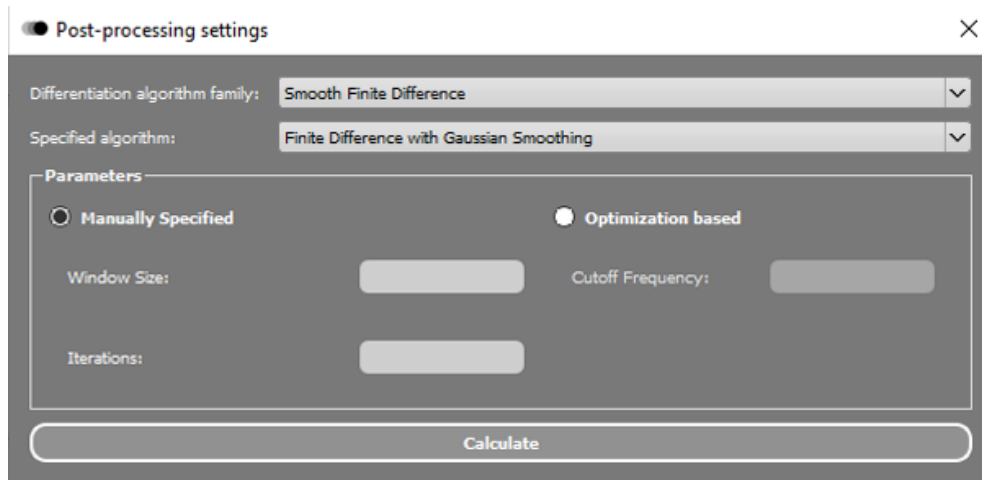 Post-processing settings
Differentiation algorithm family: Smooth Finite Difference
Specified algorithm: Finite Difference with Gaussian Smoothing
Parameters
Manually Specified Optimization based
Window Size: Cutoff Frequency:
Iterations:
Calculate